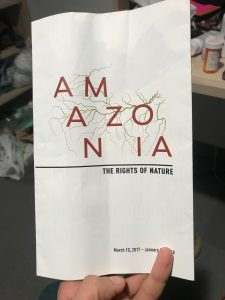 AM
AZO
NIA
THE RIGHTS OF NATURE
March 10, 2017 – January